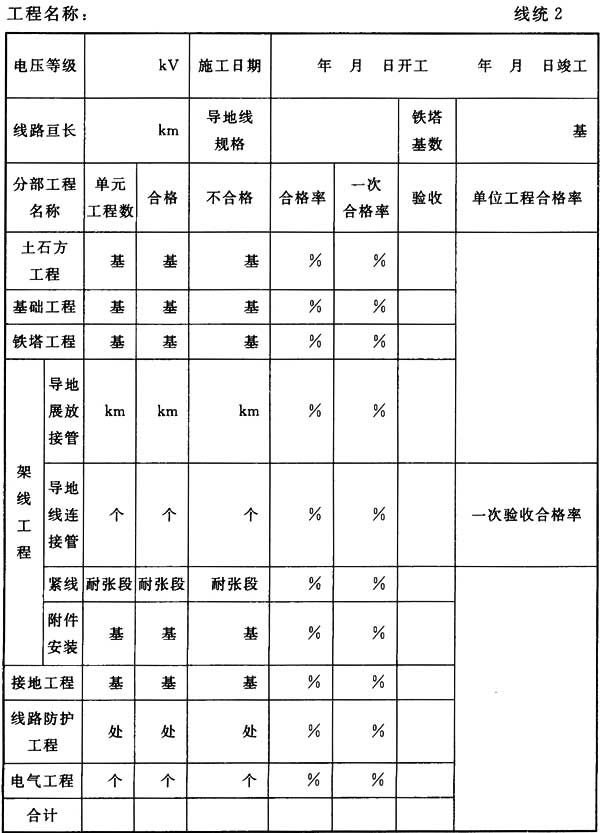 工程名称： 线统2
电压等级 kV 施工日期 年 月 日开工 年 月 日竣工
线路亘长 km 导地线规格 铁塔基数 基
分部工程名称 单元工程数 合格 不合格 合格率 一次合格率 验收 单位工程合格率
土石方工程 基 基 基 % %
基础工程 基 基 基 % %
铁塔工程 基 基 基 % %
架线工程 导地展放接管 km km km % %
导地线连接管 个 个 个 % % 一次验收合格率
紧线 耐张段 耐张段 耐张段 % %
附件安装 基 基 基 % %
接地工程 基 基 基 % %
线路防护工程 处 处 处 % %
电气工程 个 个 个 % %
合计